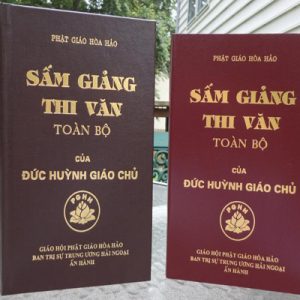 PHẬT GIÁO HÒA HẢO
SẤM GIẢNG
THI VĂN
TOÀN BỘ
CỦA
ĐỨC HUỲNH GIÁO CHỦ
PGHH
GIÁO HỘI PHẬT GIÁO HÒA HẢO
BAN TRỊ SỰ TRUNG ƯƠNG HẢI NGOẠI
ẤN HÀNH
PHẬT GIÁO HÒA HẢO
SẤM GIẢNG
THI VĂN
TOÀN BỘ
CỦA
ĐỨC HUỲNH GIÁO CHỦ
PGHH
GIÁO HỘI PHẬT GIÁO HÒA HẢO
BAN TRỊ SỰ TRUNG ƯƠNG HẢI NGOẠI
ẤN HÀNH